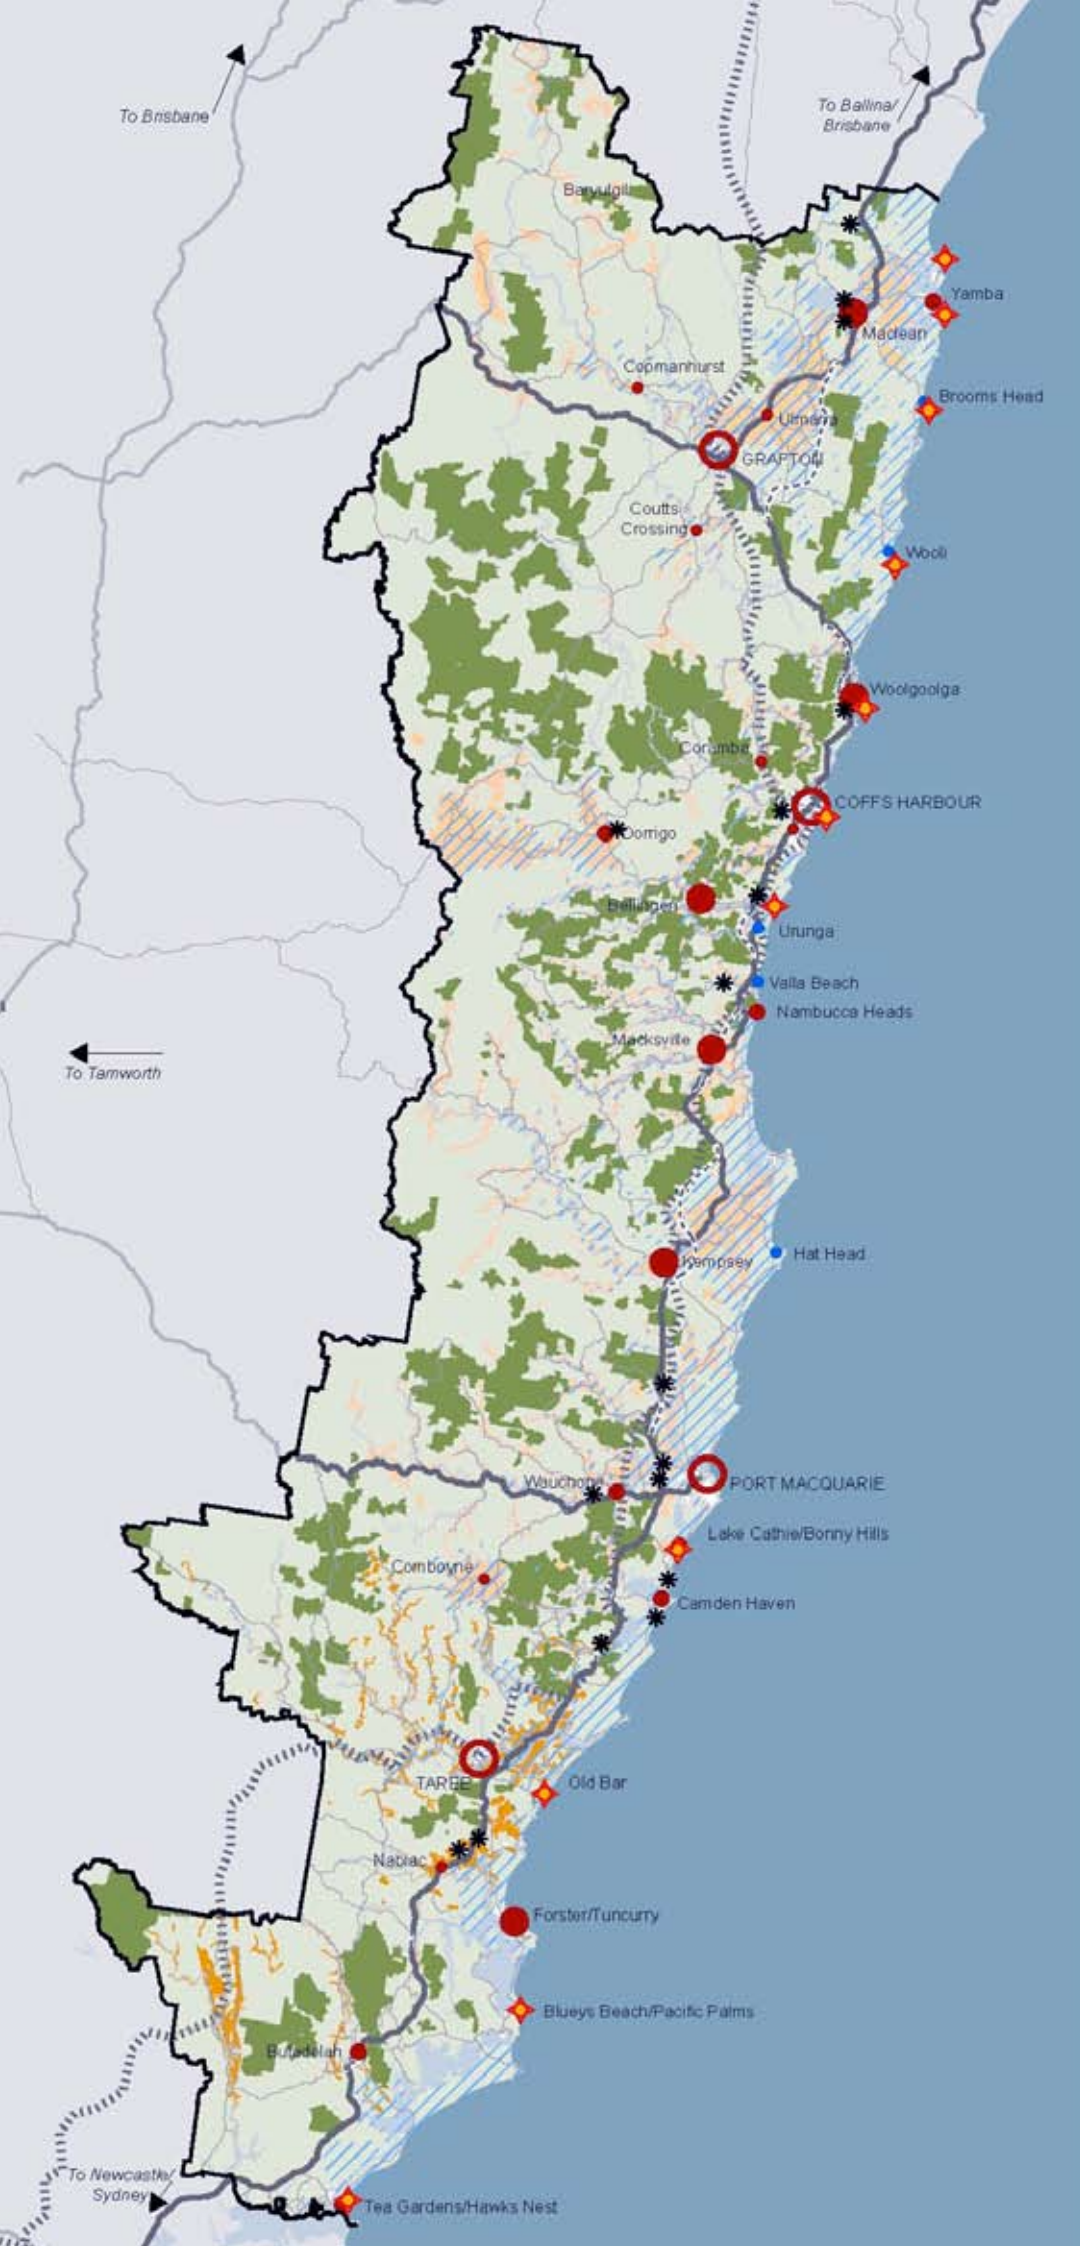 To Brisbane
To Ballina/
Brisbane
Baryulgil
Yamba
Maclean
Copmanhurst
Brooms Head
Ulmarra
GRAFTON
Coutts
Crossing
Wooli
Woolgoolga
Coramba
COFFS HARBOUR
Dorrigo
Bellingen
Urunga
Valla Beach
Nambucca Heads
Macksville
To Tamworth
Hat Head
Kempsey
Wauchope
PORT MACQUARIE
Lake Cathie/Bonny Hills
Comboyne
Camden Haven
TAREE
Old Bar
Nabiac
Forster/Tuncurry
Blueys Beach/Pacific Palms
Buladelah
To Newcastle/
Sydney
Tea Gardens/Hawks Nest